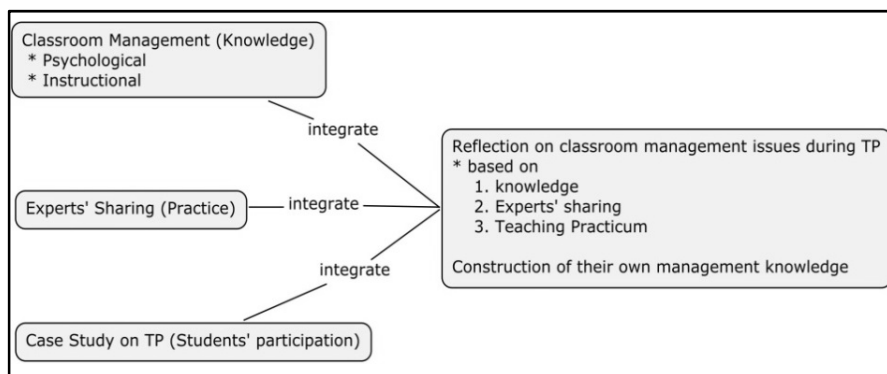 Classroom Management (Knowledge)
* Psychological
* Instructional
integrate
Experts' Sharing (Practice)
integrate
integrate
Case Study on TP (Students' participation)
Reflection on classroom management issues during TP
* based on
1. knowledge
2. Experts' sharing
3. Teaching Practicum
Construction of their own management knowledge